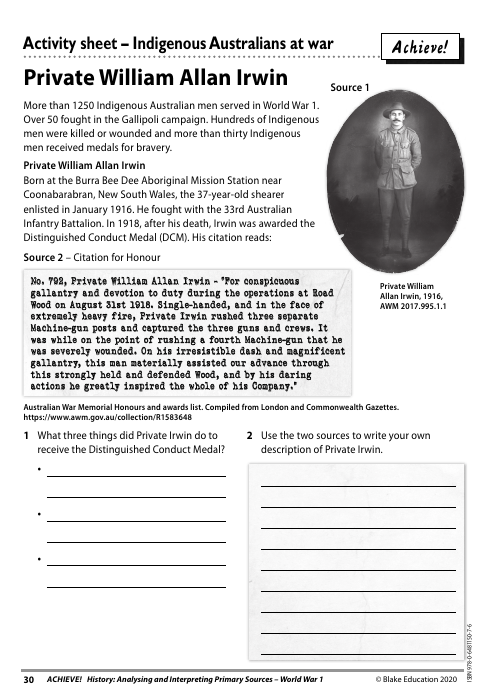 Activity sheet – Indigenous Australians at war
Achieve!
Private William Allan Irwin
Source 1
More than 1250 Indigenous Australian men served in World War 1.
Over 50 fought in the Gallipoli campaign. Hundreds of Indigenous
men were killed or wounded and more than thirty Indigenous
men received medals for bravery.
Private William Allan Irwin
Born at the Burra Bee Dee Aboriginal Mission Station near
Coonabarabran, New South Wales, the 37-year-old shearer
enlisted in January 1916. He fought with the 33rd Australian
Infantry Battalion. In 1918, after his death, Irwin was awarded the
Distinguished Conduct Medal (DCM). His citation reads:
Source 2 – Citation for Honour
Private William
Allan Irwin, 1916,
AWM 2017.995.1.1
No. 792, Private William Allan Irwin - "For conspicuous
gallantry and devotion to duty during the operations at Road
Wood on August 31st 1918. Single-handed, and in the face of
extremely heavy fire, Private Irwin rushed three separate
Machine-gun posts and captured the three guns and crews. It
was while on the point of rushing a fourth Machine-gun that he
was severely wounded. On his irresistible dash and magnificent
gallantry, this man materially assisted our advance through
this strongly held and defended Wood, and by his daring
actions he greatly inspired the whole of his Company."
Australian War Memorial Honours and awards list. Compiled from London and Commonwealth Gazettes.
https://www.awm.gov.au/collection/R1583648
1 What three things did Private Irwin do to
receive the Distinguished Conduct Medal?
•
•
•
2 Use the two sources to write your own
description of Private Irwin.
ISBN 978-0-6481150-7-6
30 ACHIEVE! History: Analysing and Interpreting Primary Sources – World War 1
© Blake Education 2020